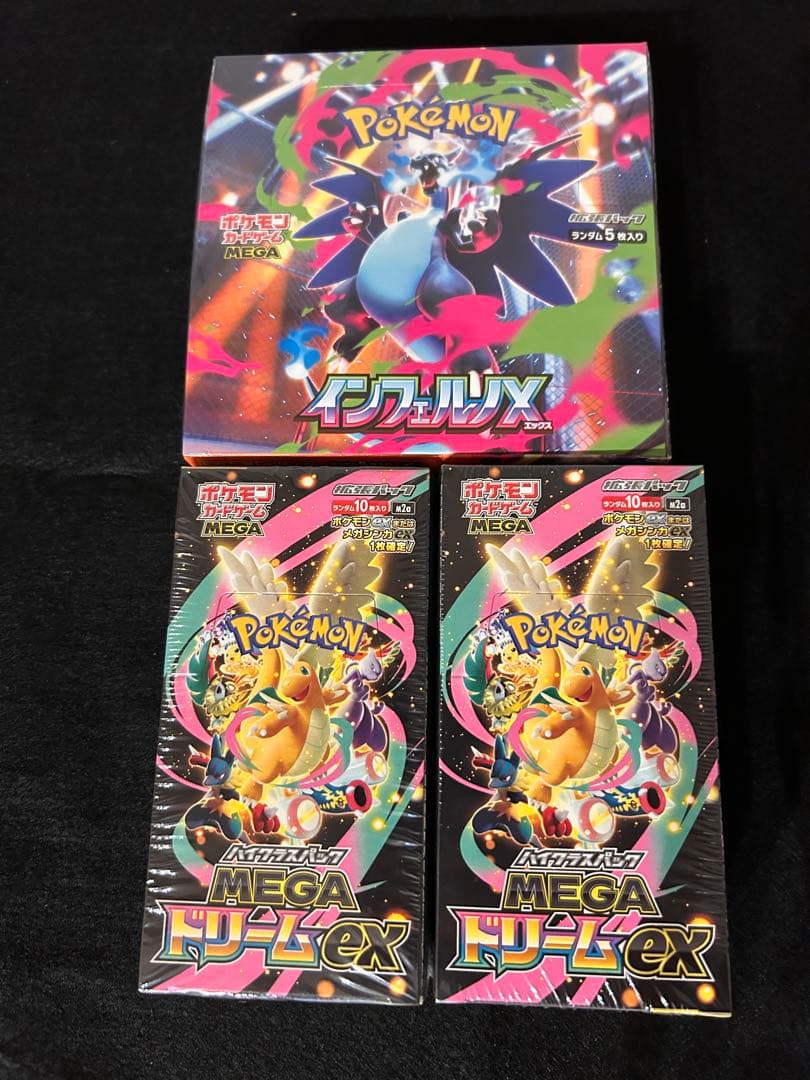 POKéMON
ポケモン
カードゲーム
MEGA
拡張パック
ランダム5枚入り
インフェルノX
エックス
ポケモン
カードゲーム
MEGA
拡張パック
ランダム10枚入り M2a
ポケモンexまたは
メガシンカex
1枚確定!
POKéMON
ハイクラスパック
MEGA
ドリームex
ポケモン
カードゲーム
MEGA
拡張パック
ランダム10枚入り M2a
ポケモンexまたは
メガシンカex
1枚確定!
POKéMON
ハイクラスパック
MEGA
ドリームex